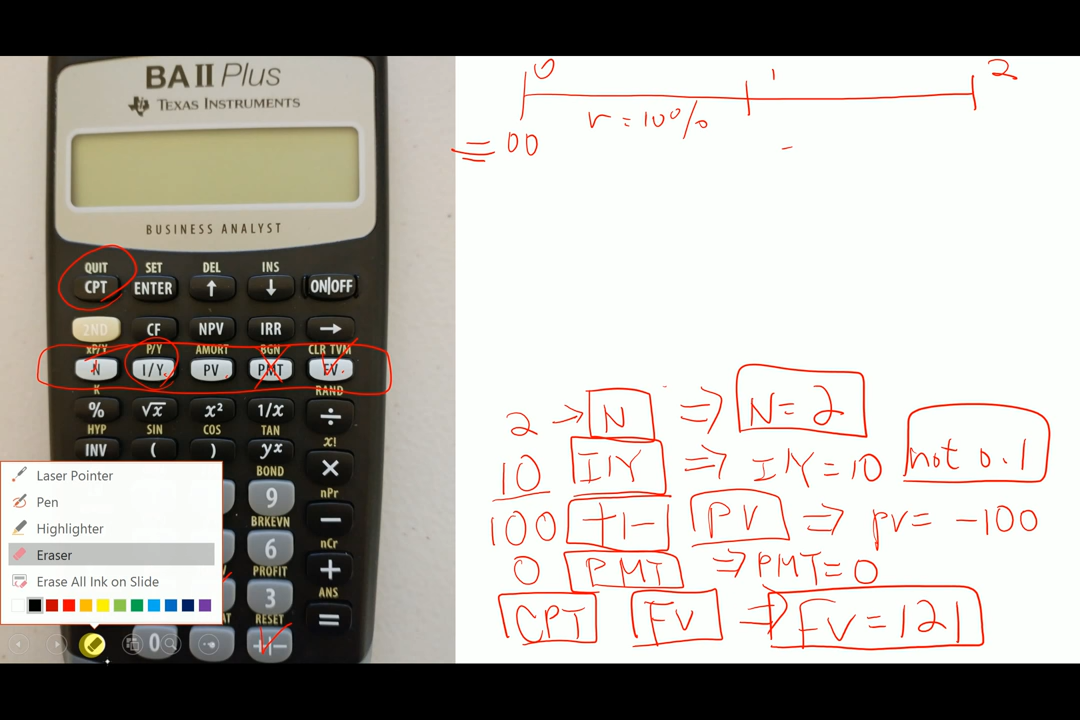 BA II Plus
TEXAS INSTRUMENTS
BUSINESS ANALYST
QUIT SET DEL INS
CPT ENTER ↑ ↓ ON|OFF
2ND CF NPV IRR →
xP/Y P/Y AMORT BGN CLR TVM
N I/Y PV PMT FV
K RAND
% √x x² 1/x ÷
HYP SIN COS TAN x!
INV ( ) yx ×
BOND nPr
9 −
BRKEVN nCr
6 +
PROFIT ANS
3 =
RESET
0 +|−
Laser Pointer
Pen
Highlighter
Eraser
Erase All Ink on Slide
0 1 2
r = 10%
00
2 → N ⇒ N = 2
10 I/Y ⇒ I/Y = 10 not 0.1
100 +|- PV ⇒ PV = -100
0 PMT ⇒ PMT = 0
CPT FV ⇒ FV = 121